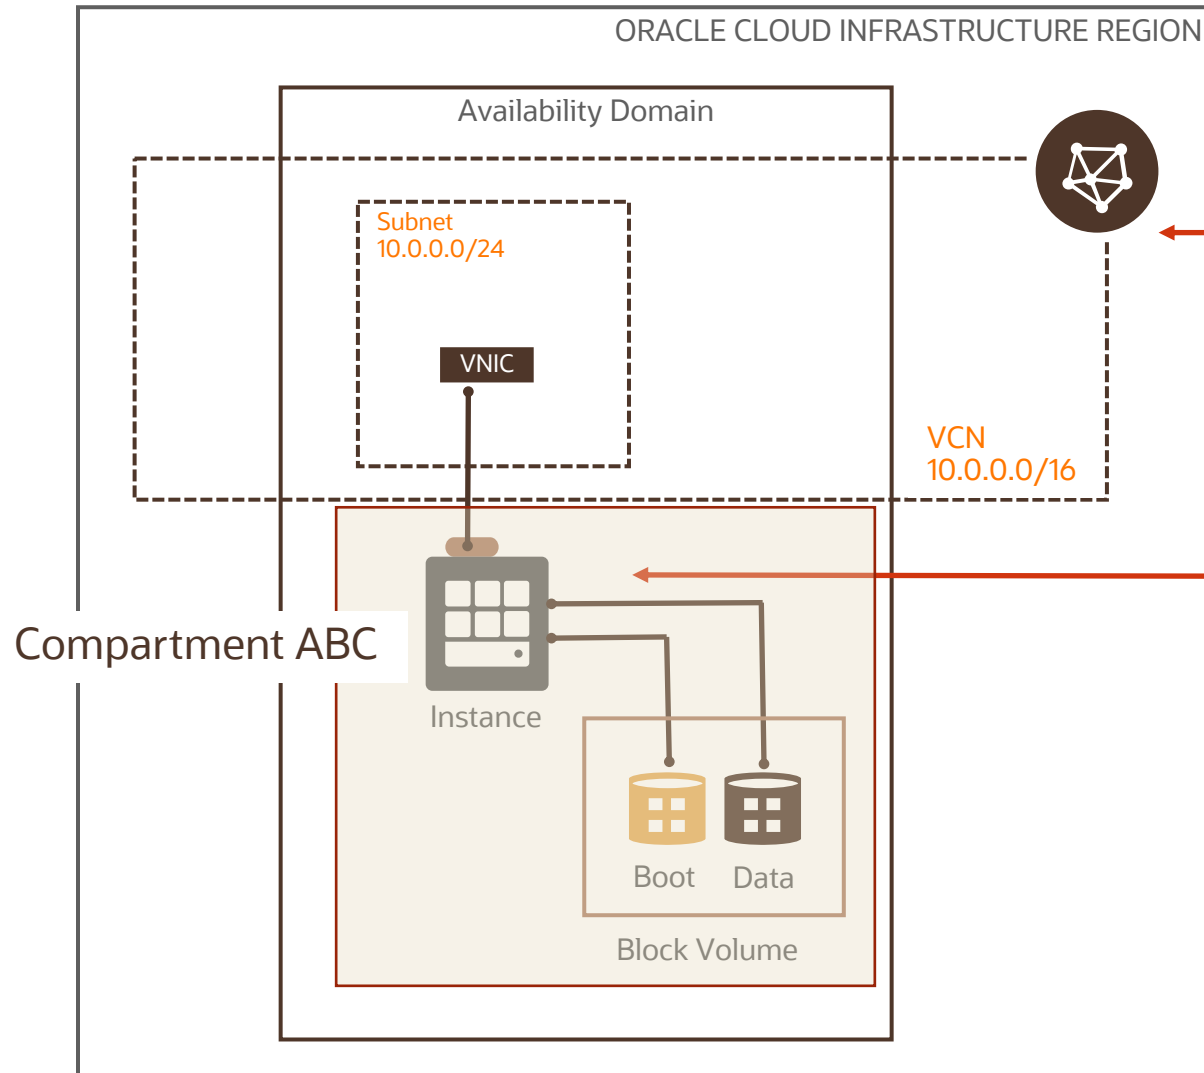 ORACLE CLOUD INFRASTRUCTURE REGION
Availability Domain
Subnet
10.0.0.0/24
VNIC
VCN
10.0.0.0/16
Compartment ABC
Instance
Boot
Data
Block Volume